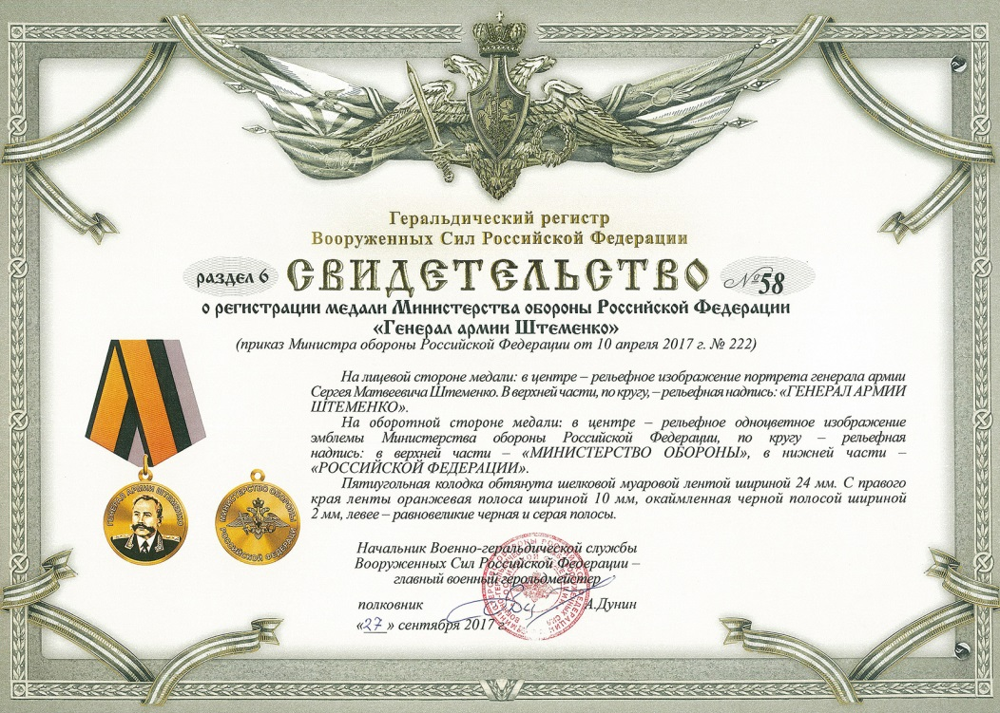 Геральдический регистр
Вооруженных Сил Российской Федерации
раздел 6 СВИДЕТЕЛЬСТВО № 58
о регистрации медали Министерства обороны Российской Федерации
«Генерал армии Штеменко»
(приказ Министра обороны Российской Федерации от 10 апреля 2017 г. № 222)
На лицевой стороне медали: в центре – рельефное изображение портрета генерала армии
Сергея Матвеевича Штеменко. В верхней части, по кругу, – рельефная надпись: «ГЕНЕРАЛ АРМИИ
ШТЕМЕНКО».
На оборотной стороне медали: в центре – рельефное одноцветное изображение
эмблемы Министерства обороны Российской Федерации, по кругу – рельефная
надпись: в верхней части – «МИНИСТЕРСТВО ОБОРОНЫ», в нижней части –
«РОССИЙСКОЙ ФЕДЕРАЦИИ».
Пятиугольная колодка обтянута шелковой муаровой лентой шириной 24 мм. С правого
края ленты оранжевая полоса шириной 10 мм, окаймленная черной полосой шириной
2 мм, левее – равновеликие черная и серая полосы.
ГЕНЕРАЛ АРМИИ ШТЕМЕНКО
МИНИСТЕРСТВО ОБОРОНЫ
РОССИЙСКОЙ ФЕДЕРАЦИИ
Начальник Военно-геральдической службы
Вооруженных Сил Российской Федерации –
главный военный герольдмейстер
полковник А.Дунин
«27» сентября 2017 г.